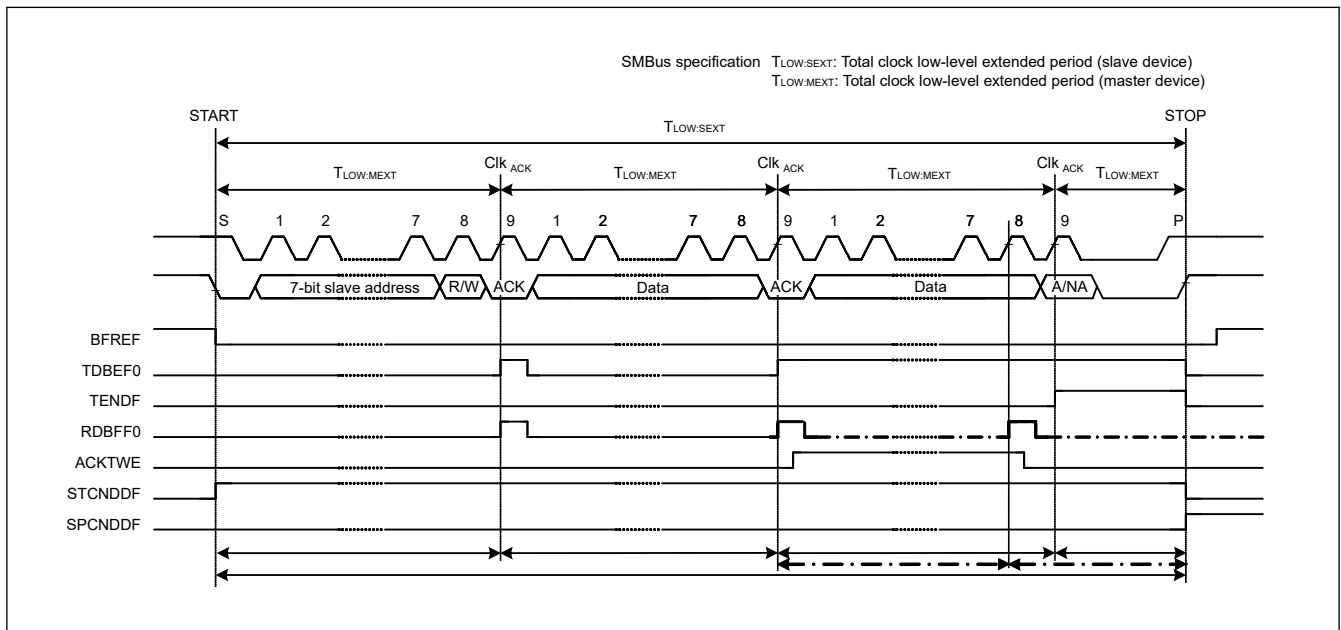 SMBus specification TLOW:SEXT: Total clock low-level extended period (slave device)
TLOW:MEXT: Total clock low-level extended period (master device)
START STOP
TLOW:SEXT
Clk ACK Clk ACK Clk ACK
TLOW:MEXT TLOW:MEXT TLOW:MEXT TLOW:MEXT
S 1 2 7 8 9 1 2 7 8 9 1 2 7 8 9 P
7-bit slave address R/W ACK Data ACK Data A/NA
BFREF
TDBEF0
TENDF
RDBFF0
ACKTWE
STCNDDF
SPCNDDF